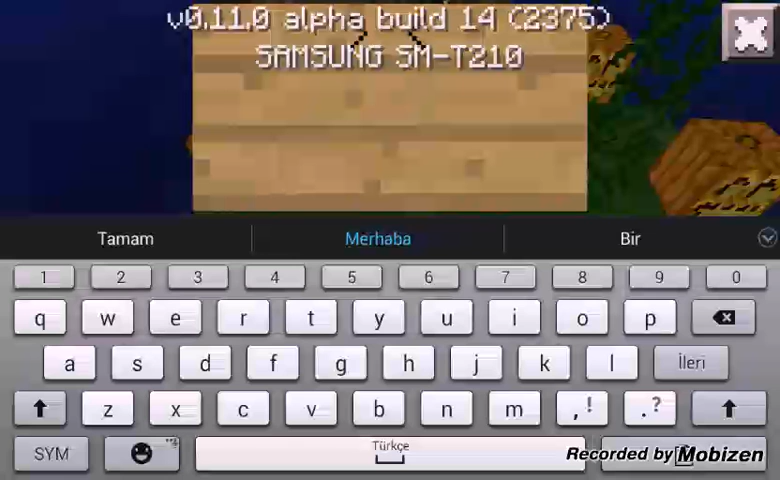 v0.11.0 alpha build 14 (2375)
SAMSUNG SM-T210
Tamam Merhaba Bir
1 2 3 4 5 6 7 8 9 0
q w e r t y u i o p
a s d f g h j k l İleri
z x c v b n m ,! .?
SYM Türkçe
Recorded by Mobizen